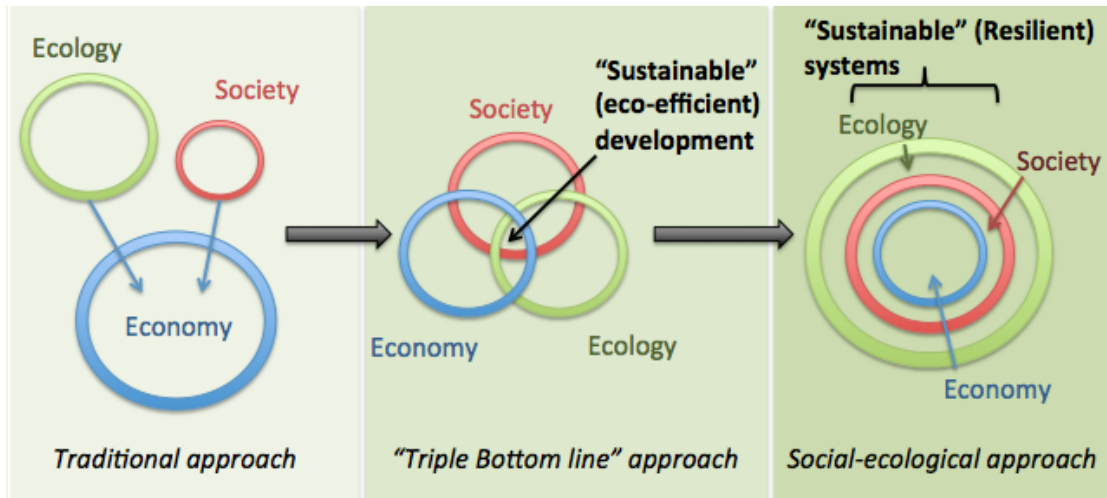 Ecology
Society
Economy
Traditional approach
“Sustainable”
(eco-efficient)
development
Society
Economy
Ecology
“Triple Bottom line” approach
“Sustainable” (Resilient)
systems
Ecology
Society
Economy
Social-ecological approach